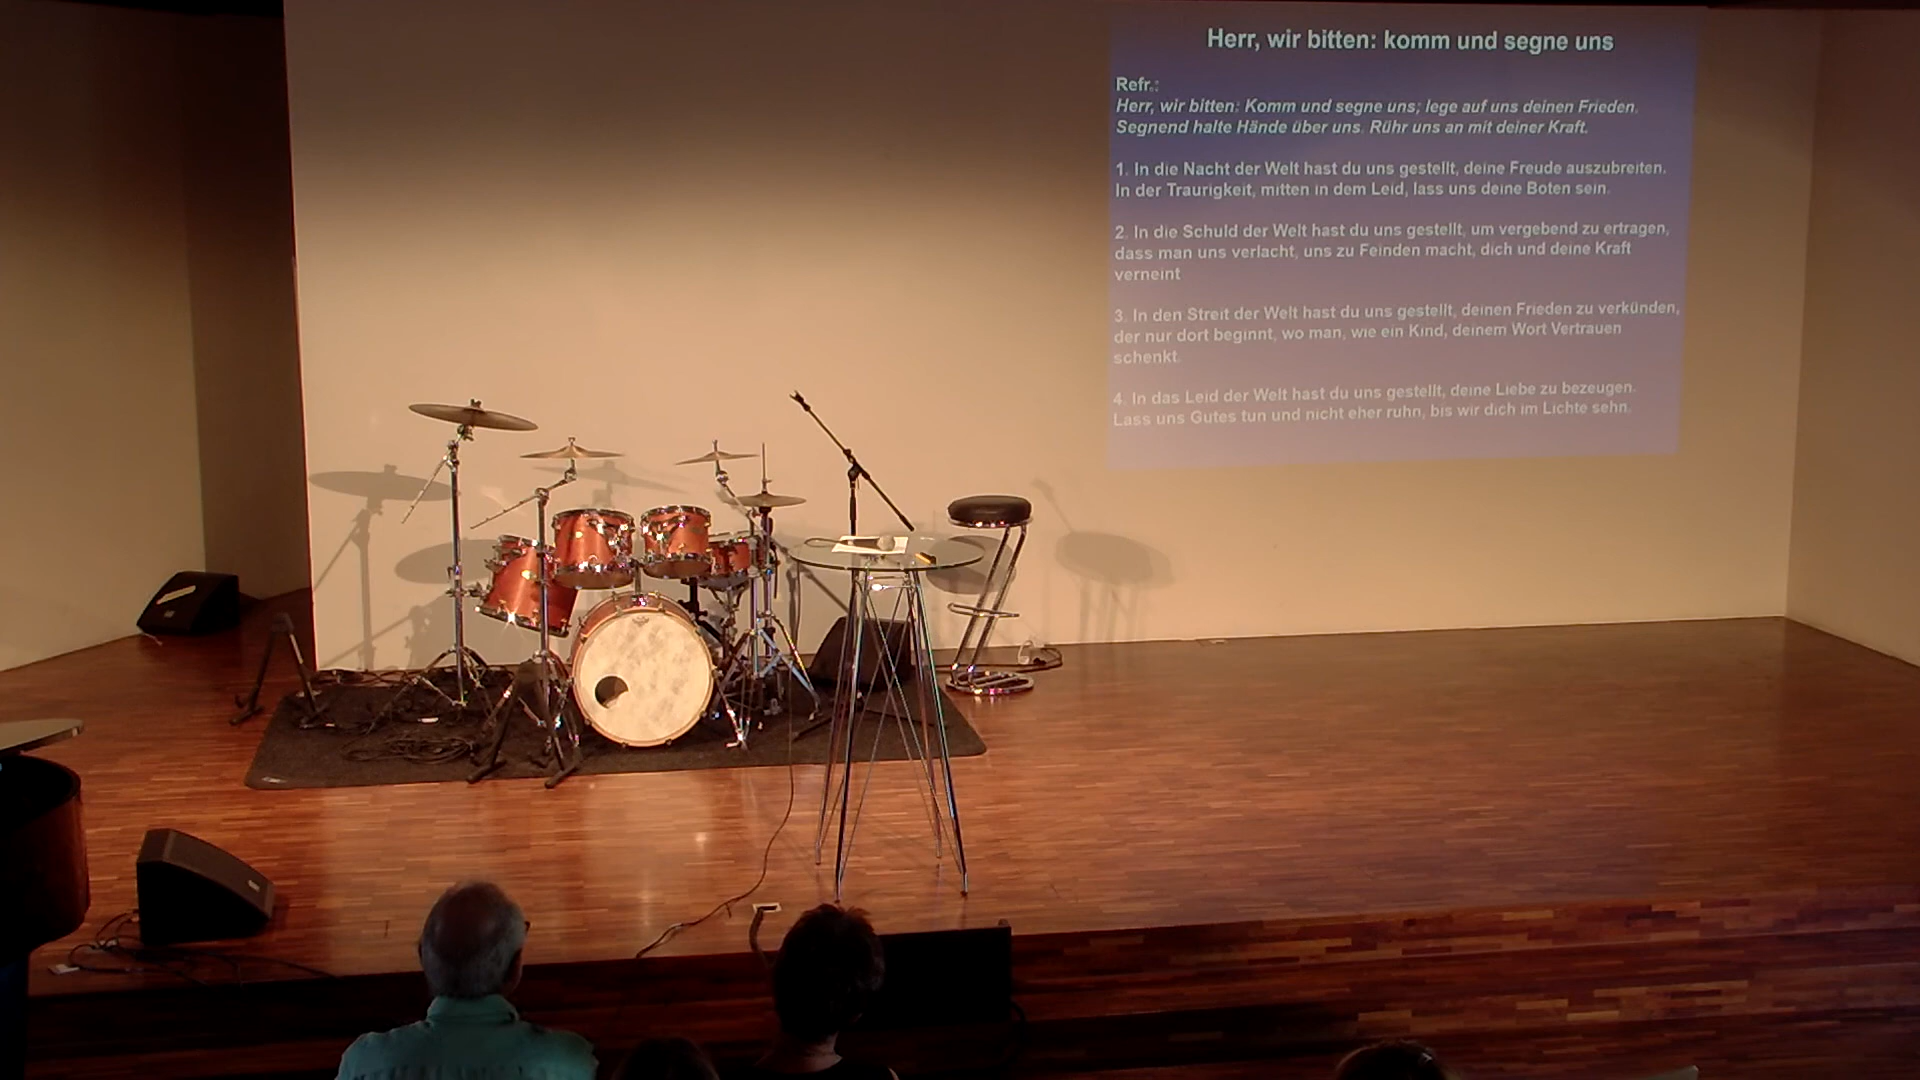 Herr, wir bitten: komm und segne uns
Refr.:
Herr, wir bitten: Komm und segne uns; lege auf uns deinen Frieden.
Segnend halte Hände über uns. Rühr uns an mit deiner Kraft.
1. In die Nacht der Welt hast du uns gestellt, deine Freude auszubreiten.
In der Traurigkeit, mitten in dem Leid, lass uns deine Boten sein.
2. In die Schuld der Welt hast du uns gestellt, um vergebend zu ertragen,
dass man uns verlacht, uns zu Feinden macht, dich und deine Kraft
verneint
3. In den Streit der Welt hast du uns gestellt, deinen Frieden zu verkünden,
der nur dort beginnt, wo man, wie ein Kind, deinem Wort Vertrauen
schenkt.
4. In das Leid der Welt hast du uns gestellt, deine Liebe zu bezeugen.
Lass uns Gutes tun und nicht eher ruhn, bis wir dich im Lichte sehn.